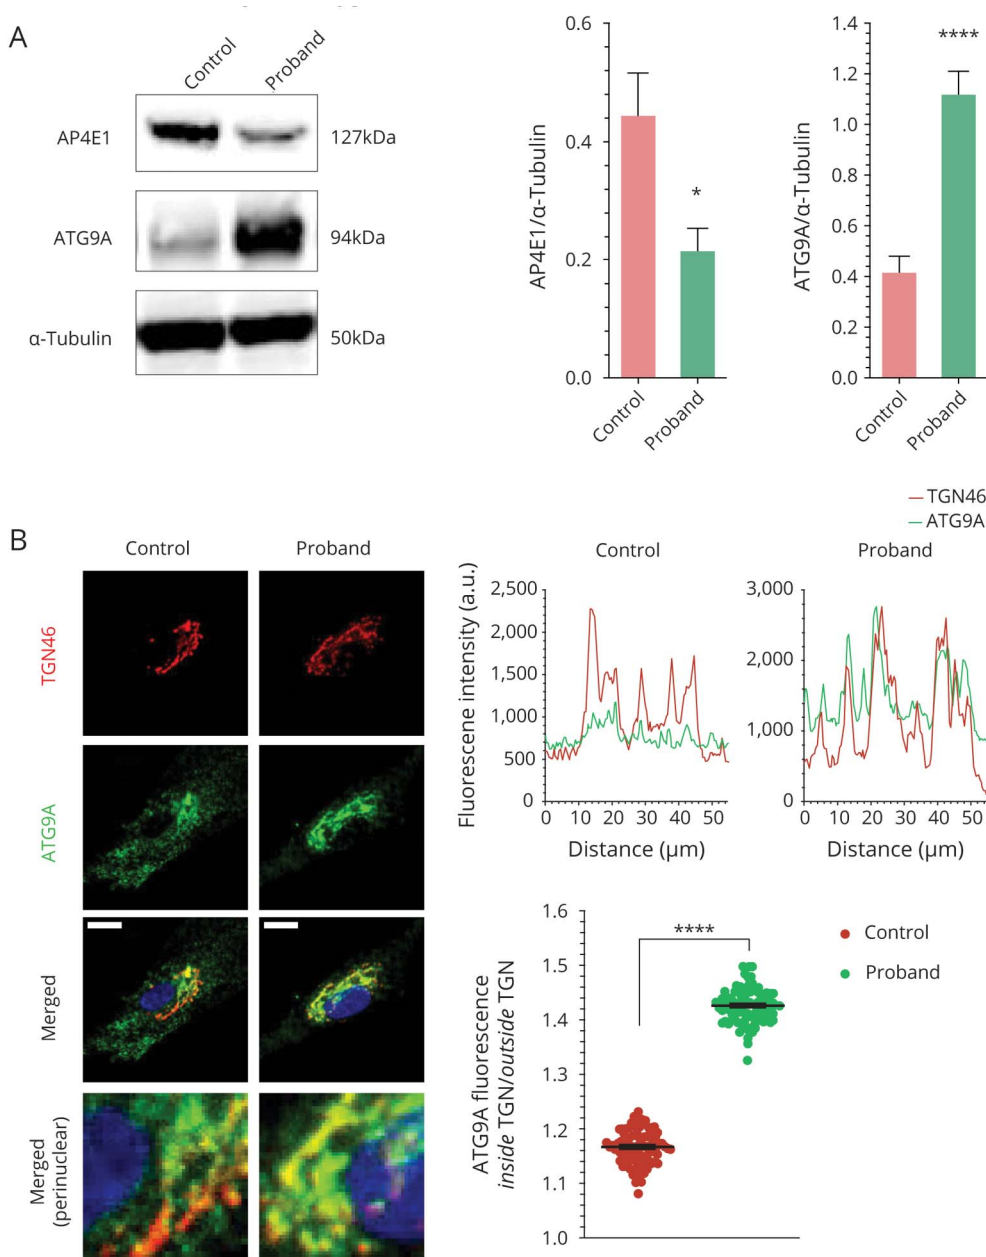 A
Control
Proband
AP4E1
127kDa
ATG9A
94kDa
α-Tubulin
50kDa
AP4E1/α-Tubulin
0.6
0.4
0.2
0.0
Control
Proband
*
ATG9A/α-Tubulin
1.4
1.2
1.0
0.8
0.6
0.4
0.2
0.0
Control
Proband
****
B
Control
Proband
TGN46
ATG9A
Merged
Merged
(perinuclear)
TGN46
ATG9A
Control
Fluorescene intensity (a.u.)
2,500
2,000
1,500
1,000
500
0
0 10 20 30 40 50
Distance (μm)
Proband
3,000
2,000
1,000
0
0 10 20 30 40 50
Distance (μm)
ATG9A fluorescence
inside TGN/outside TGN
1.6
1.5
1.4
1.3
1.2
1.1
1.0
****
Control
Proband